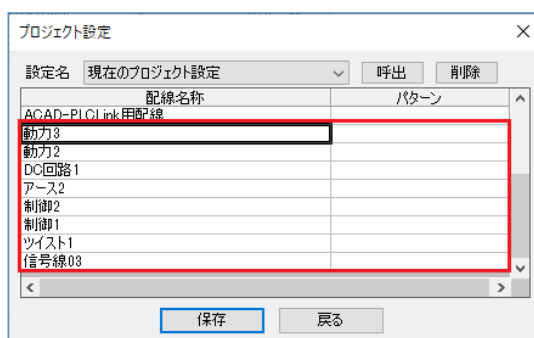 プロジェクト設定
設定名 現在のプロジェクト設定 呼出 削除
配線名称 パターン
ACAD-PLCLink用配線
動力3
動力2
DC回路1
アース2
制御2
制御1
ツイスト1
信号線03
保存 戻る